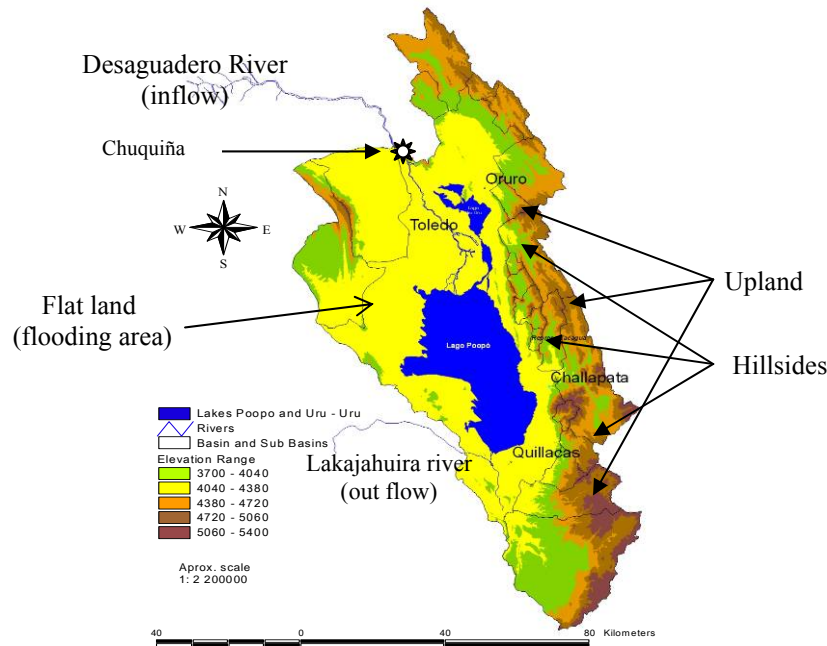 Desaguadero River
(inflow)
Chuquiña
Oruro
N
W E
S
Toledo
Upland
Flat land
(flooding area)
Lago Poopó
Hillsides
Challapata
Lakes Poopo and Uru - Uru
Rivers
Basin and Sub Basins
Quillacas
Lakajahuira river
(out flow)
Elevation Range
3700 - 4040
4040 - 4380
4380 - 4720
4720 - 5060
5060 - 5400
Aprox. scale
1: 2 200000
40 0 40 80 Kilometers